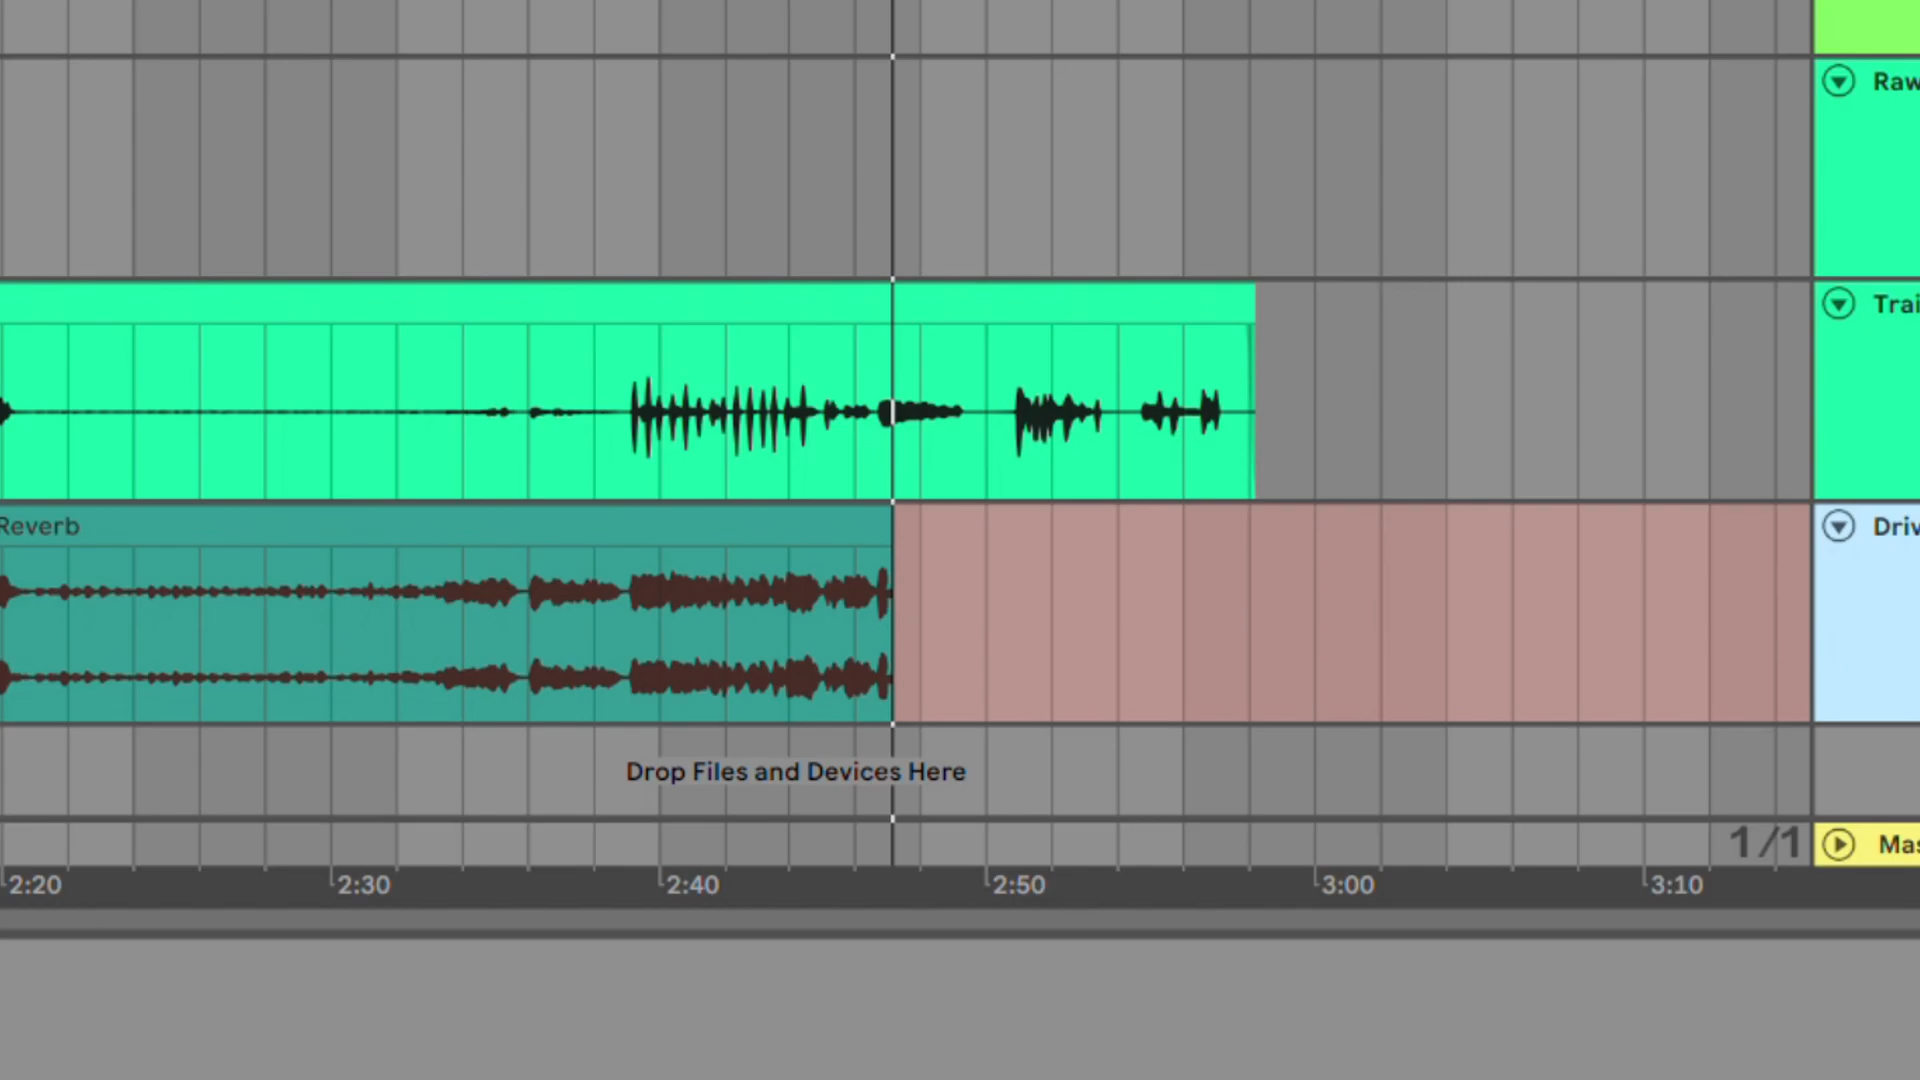 Raw
Trai
Reverb
Driv
Drop Files and Devices Here
1/1
Mas
2:20
2:30
2:40
2:50
3:00
3:10